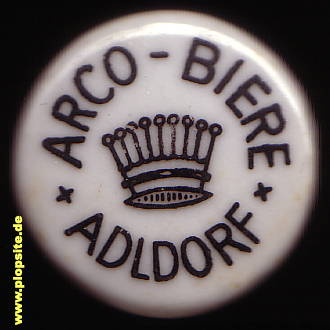 ARCO-BIERE
* ADLDORF *
www.plopsite.de